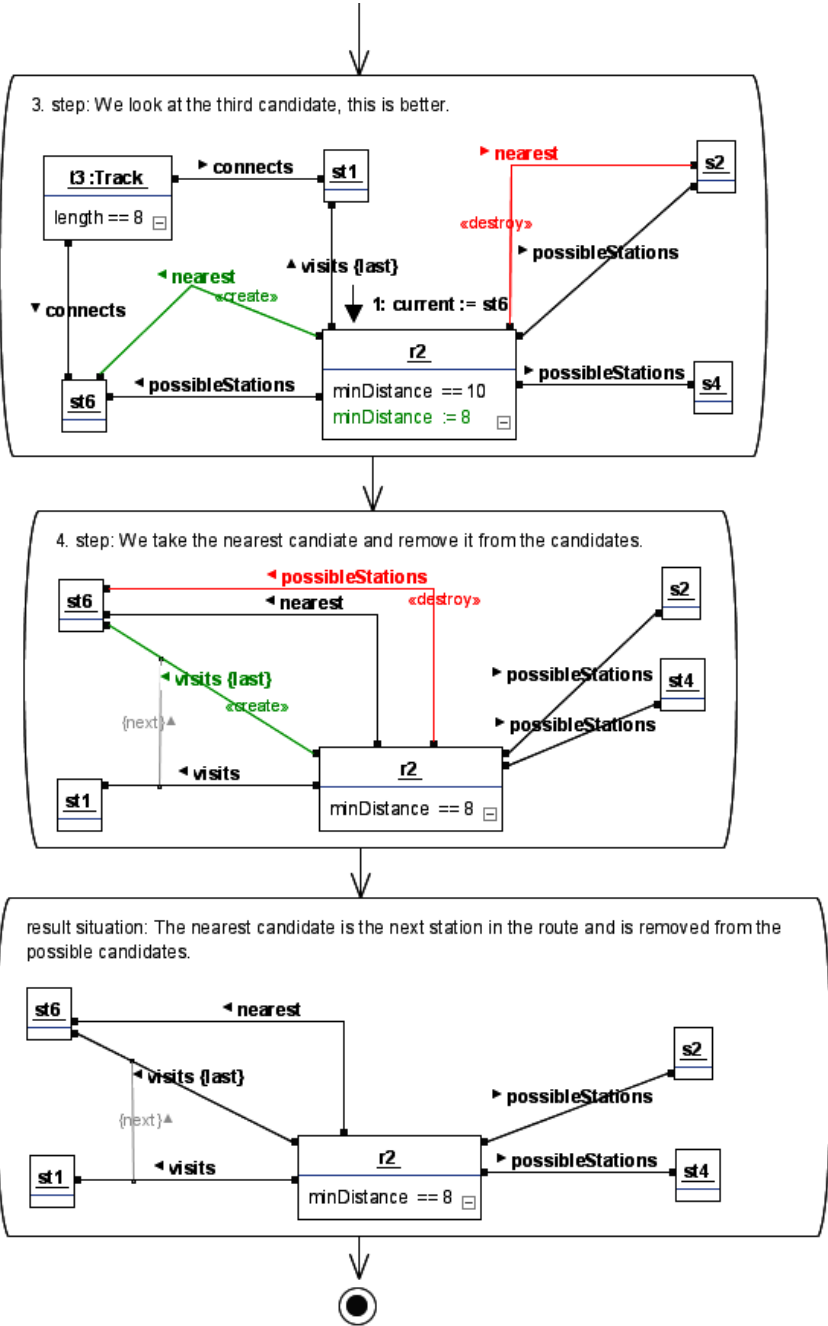 3. step: We look at the third candidate, this is better.
t3 :Track
length == 8
► connects
st1
► nearest
s2
«destroy»
► possibleStations
▲ visits {last}
◄ nearest
«create»
▼ connects
1: current := st6
r2
minDistance == 10
minDistance := 8
◄ possibleStations
st6
► possibleStations
s4
4. step: We take the nearest candiate and remove it from the candidates.
st6
◄ possibleStations
«destroy»
◄ nearest
s2
◄ visits {last}
«create»
► possibleStations
st4
{next}▲
► possibleStations
◄ visits
st1
r2
minDistance == 8
result situation: The nearest candidate is the next station in the route and is removed from the
possible candidates.
st6
◄ nearest
s2
◄ visits {last}
► possibleStations
{next}▲
st1
◄ visits
r2
minDistance == 8
► possibleStations
st4